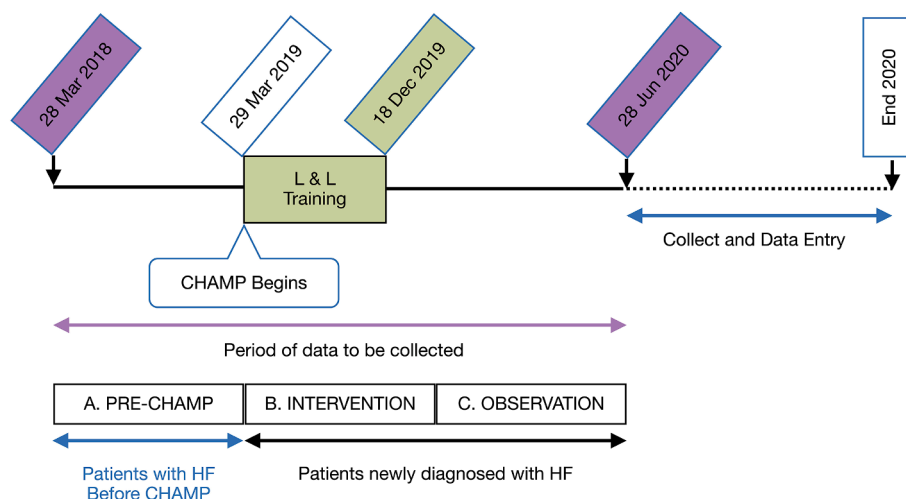 28 Mar 2018
29 Mar 2019
18 Dec 2019
28 Jun 2020
End 2020
L & L
Training
Collect and Data Entry
CHAMP Begins
Period of data to be collected
A. PRE-CHAMP
B. INTERVENTION
C. OBSERVATION
Patients with HF
Before CHAMP
Patients newly diagnosed with HF